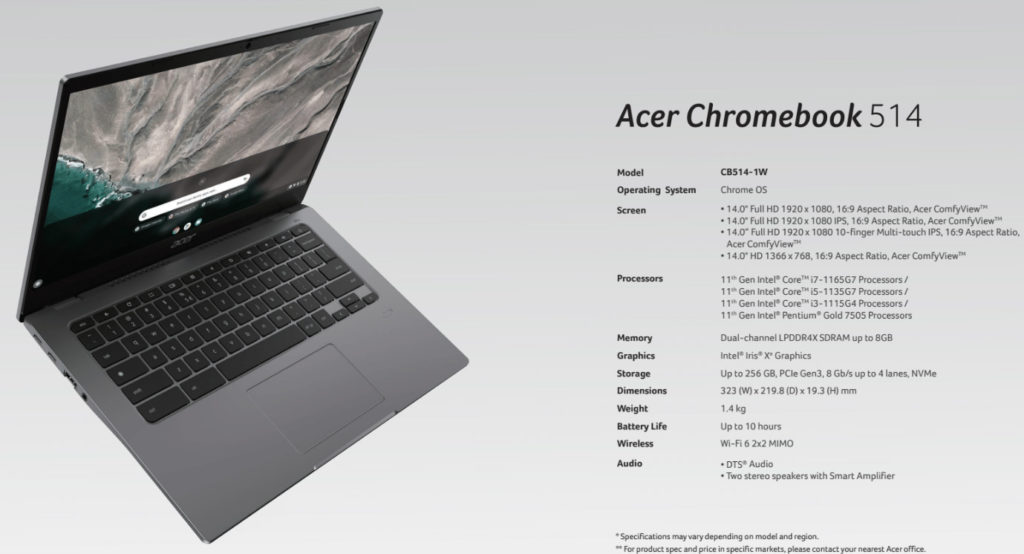 Acer Chromebook 514
Model CB514-1W
Operating System Chrome OS
Screen • 14.0" Full HD 1920 x 1080, 16:9 Aspect Ratio, Acer ComfyView™
• 14.0" Full HD 1920 x 1080 IPS, 16:9 Aspect Ratio, Acer ComfyView™
• 14.0" Full HD 1920 x 1080 10-finger Multi-touch IPS, 16:9 Aspect Ratio,
Acer ComfyView™
• 14.0" HD 1366 x 768, 16:9 Aspect Ratio, Acer ComfyView™
Processors 11th Gen Intel® Core™ i7-1165G7 Processors /
11th Gen Intel® Core™ i5-1135G7 Processors /
11th Gen Intel® Core™ i3-1115G4 Processors /
11th Gen Intel® Pentium® Gold 7505 Processors
Memory Dual-channel LPDDR4X SDRAM up to 8GB
Graphics Intel® Iris® Xe Graphics
Storage Up to 256 GB, PCIe Gen3, 8 Gb/s up to 4 lanes, NVMe
Dimensions 323 (W) x 219.8 (D) x 19.3 (H) mm
Weight 1.4 kg
Battery Life Up to 10 hours
Wireless Wi-Fi 6 2x2 MIMO
Audio • DTS® Audio
• Two stereo speakers with Smart Amplifier
* Specifications may vary depending on model and region.
** For product spec and price in specific markets, please contact your nearest Acer office.
acer